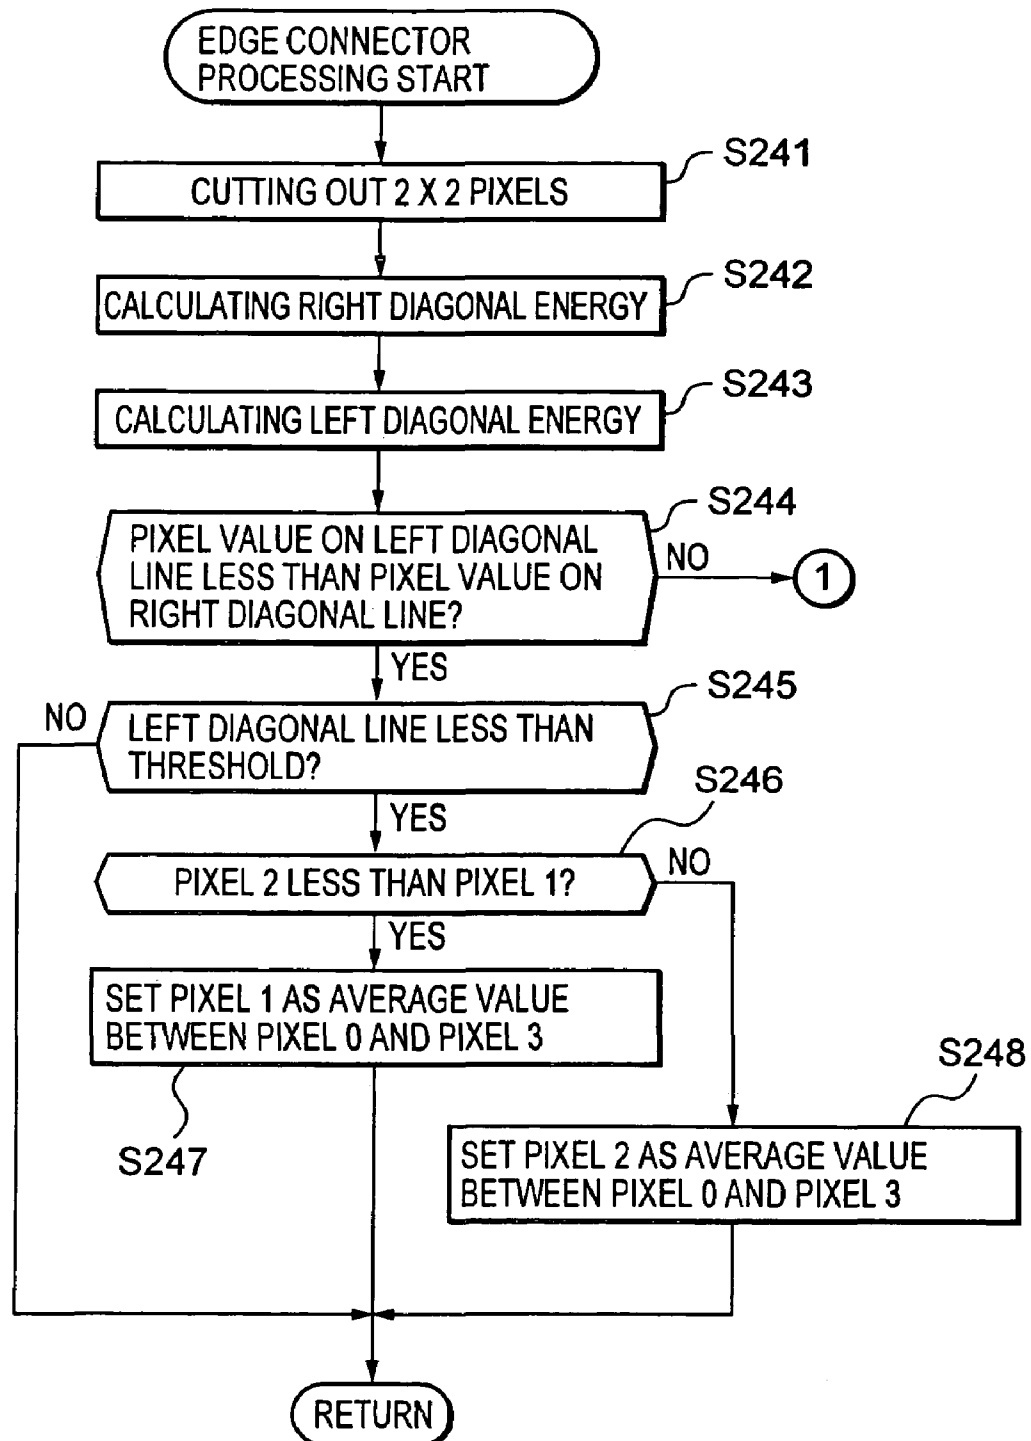 EDGE CONNECTOR
PROCESSING START
S241
CUTTING OUT 2 X 2 PIXELS
S242
CALCULATING RIGHT DIAGONAL ENERGY
S243
CALCULATING LEFT DIAGONAL ENERGY
S244
PIXEL VALUE ON LEFT DIAGONAL
LINE LESS THAN PIXEL VALUE ON
RIGHT DIAGONAL LINE?
NO
1
YES
S245
NO
LEFT DIAGONAL LINE LESS THAN
THRESHOLD?
YES
S246
PIXEL 2 LESS THAN PIXEL 1?
NO
YES
SET PIXEL 1 AS AVERAGE VALUE
BETWEEN PIXEL 0 AND PIXEL 3
S247
S248
SET PIXEL 2 AS AVERAGE VALUE
BETWEEN PIXEL 0 AND PIXEL 3
RETURN